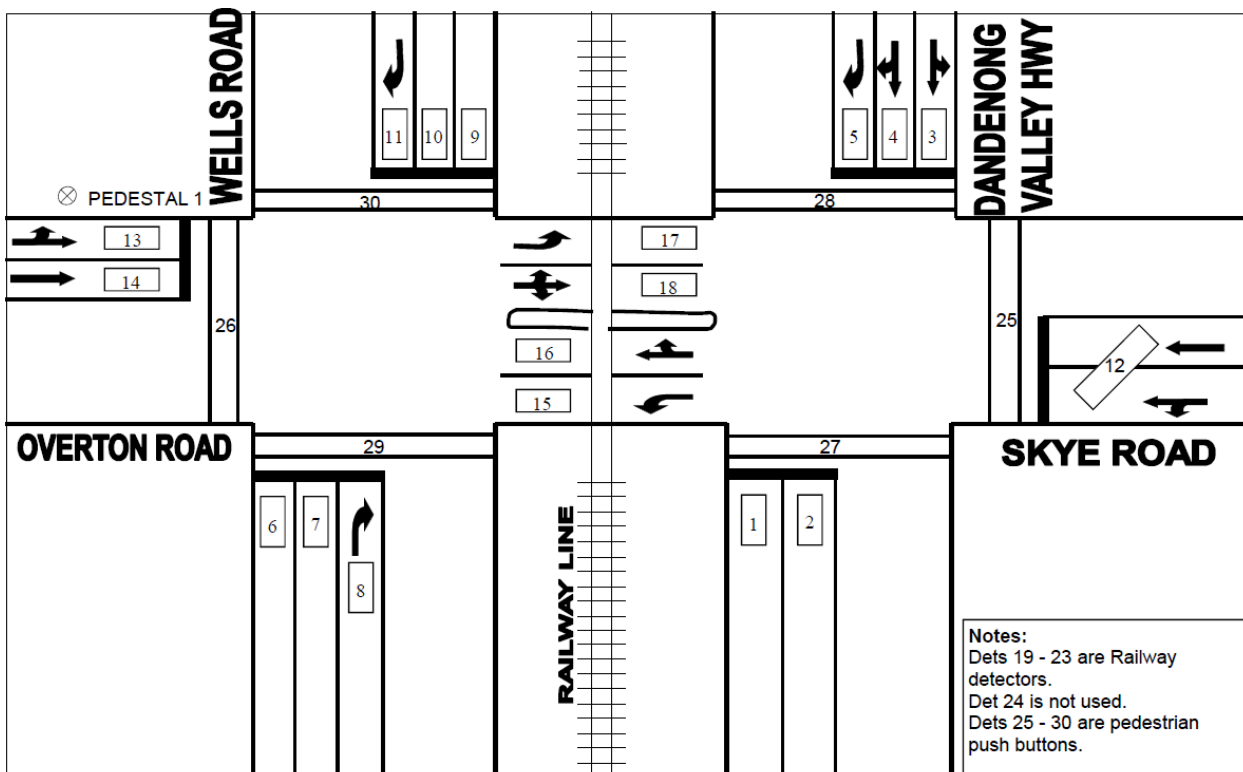 WELLS ROAD
DANDENONG
VALLEY HWY
11
10
9
5
4
3
PEDESTAL 1
30
28
13
17
14
18
26
25
16
12
15
OVERTON ROAD
29
27
SKYE ROAD
6
7
8
1
2
RAILWAY LINE
Notes:
Dets 19 - 23 are Railway
detectors.
Det 24 is not used.
Dets 25 - 30 are pedestrian
push buttons.